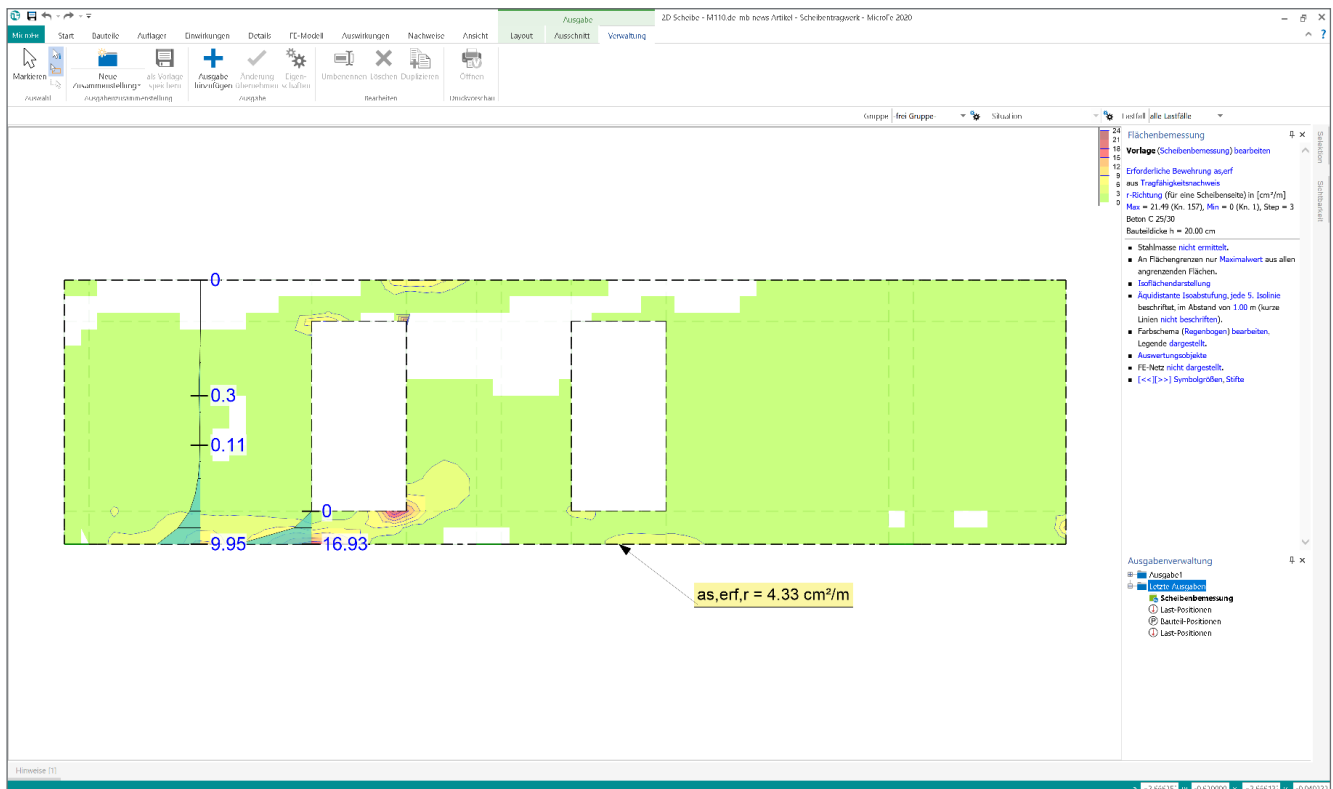 Ausgabe
2D Scheibe - M110.de mb news Artikel - Scheibentragwerk - MicroFe 2020
MicroFe Start Bauteile Auflager Einwirkungen Details FE-Modell Auswirkungen Nachweise Ansicht Layout Ausschnitt Verwaltung
Markieren
Neue Zusammenstellung
als Vorlage speichern
Ausgabe hinzufügen
Änderung übernehmen
Eigen-schaften
Umbenennen Löschen Duplizieren
Öffnen
Auswahl Ausgabenzusammenstellung Ausgabe Bearbeiten Druckvorschau
Gruppe -frei Gruppe- Situation Lastfall alle Lastfälle
24
21
18
15
12
9
6
3
0
0
0.3
0.11
0
9.95
16.93
as,erf,r = 4.33 cm²/m
Flächenbemessung
Vorlage (Scheibenbemessung) bearbeiten
Erforderliche Bewehrung as,erf
aus Tragfähigkeitsnachweis
r-Richtung (für eine Scheibenseite) in [cm²/m]
Max = 21.49 (Kn. 157), Min = 0 (Kn. 1), Step = 3
Beton C 25/30
Bauteildicke h = 20.00 cm
Stahlmasse nicht ermittelt.
An Flächengrenzen nur Maximalwert aus allen
angrenzenden Flächen.
Isoflächendarstellung
Äquidistante Isoabstufung, jede 5. Isolinie
beschriftet, im Abstand von 1.00 m (kurze
Linien nicht beschriften).
Farbschema (Regenbogen) bearbeiten,
Legende dargestellt.
Auswertungsobjekte
FE-Netz nicht dargestellt.
[<<][>>] Symbolgrößen, Stifte
Selektion
Sichtbarkeit
Ausgabenverwaltung
Ausgabe1
Letzte Ausgaben
Scheibenbemessung
Last-Positionen
Bauteil-Positionen
Last-Positionen
Hinweise [1]